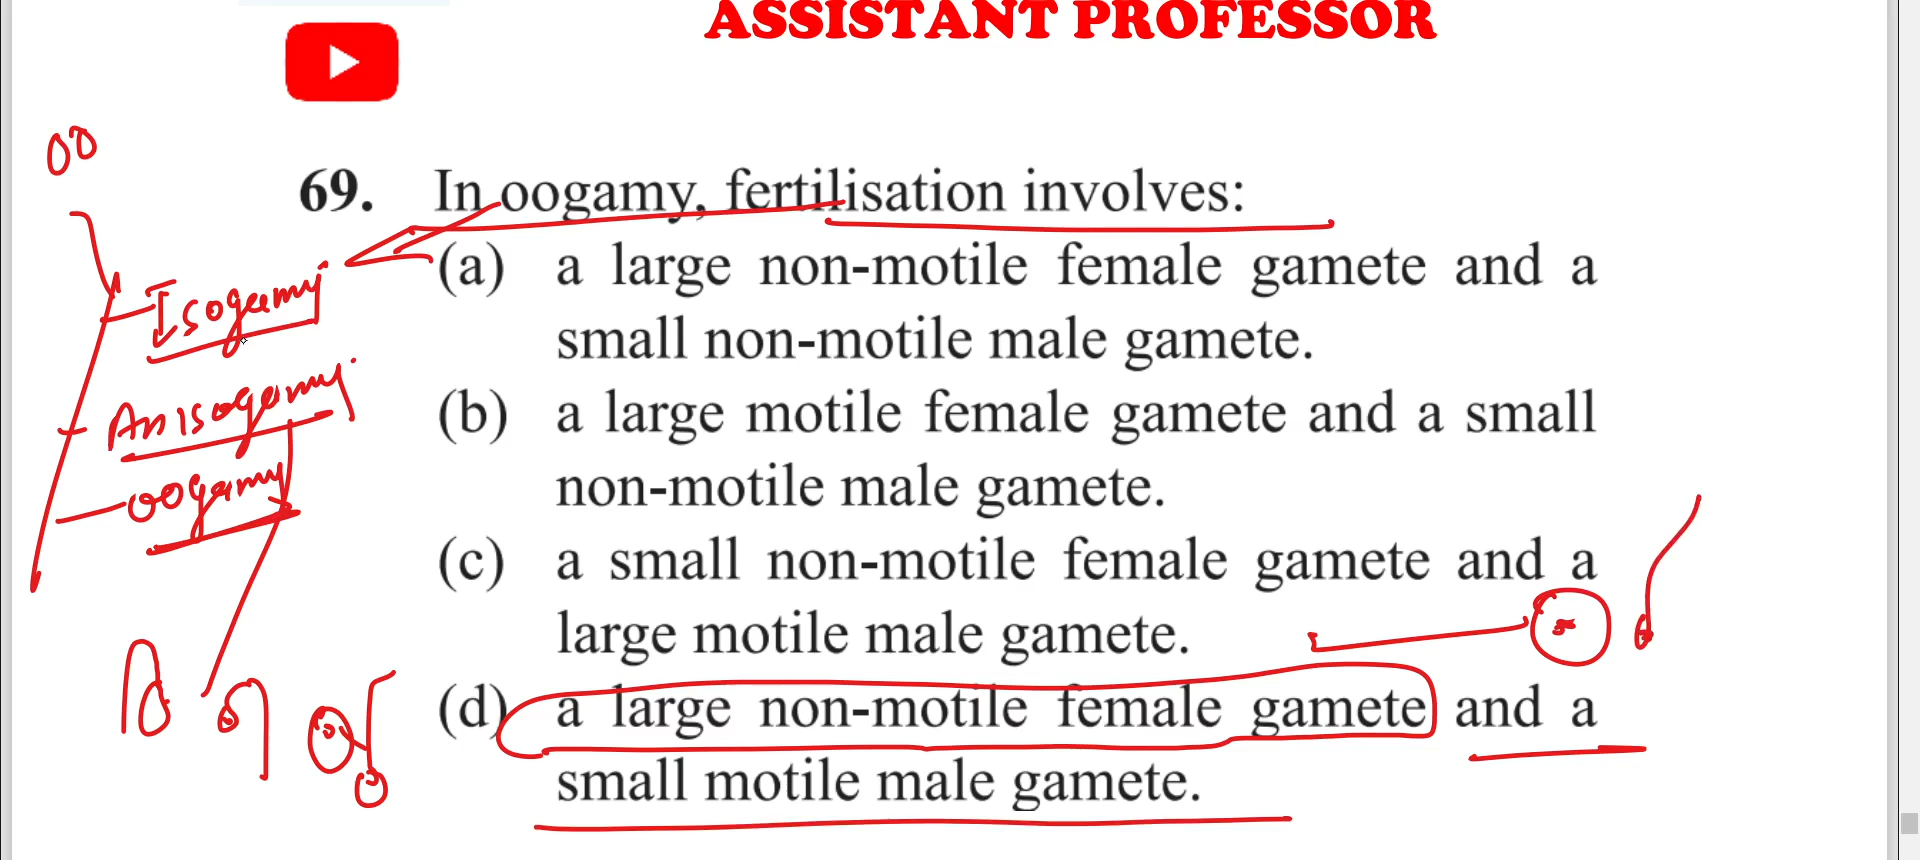 ASSISTANT PROFESSOR
69. In oogamy, fertilisation involves:
(a) a large non-motile female gamete and a
small non-motile male gamete.
(b) a large motile female gamete and a small
non-motile male gamete.
(c) a small non-motile female gamete and a
large motile male gamete.
(d) a large non-motile female gamete and a
small motile male gamete.
Isogamy
Anisogamy
oogamy